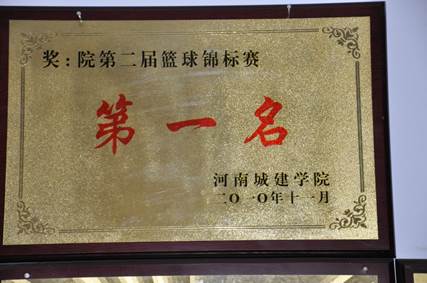 奖:院第二届篮球锦标赛
第一名
河南城建学院
二〇一〇年十一月